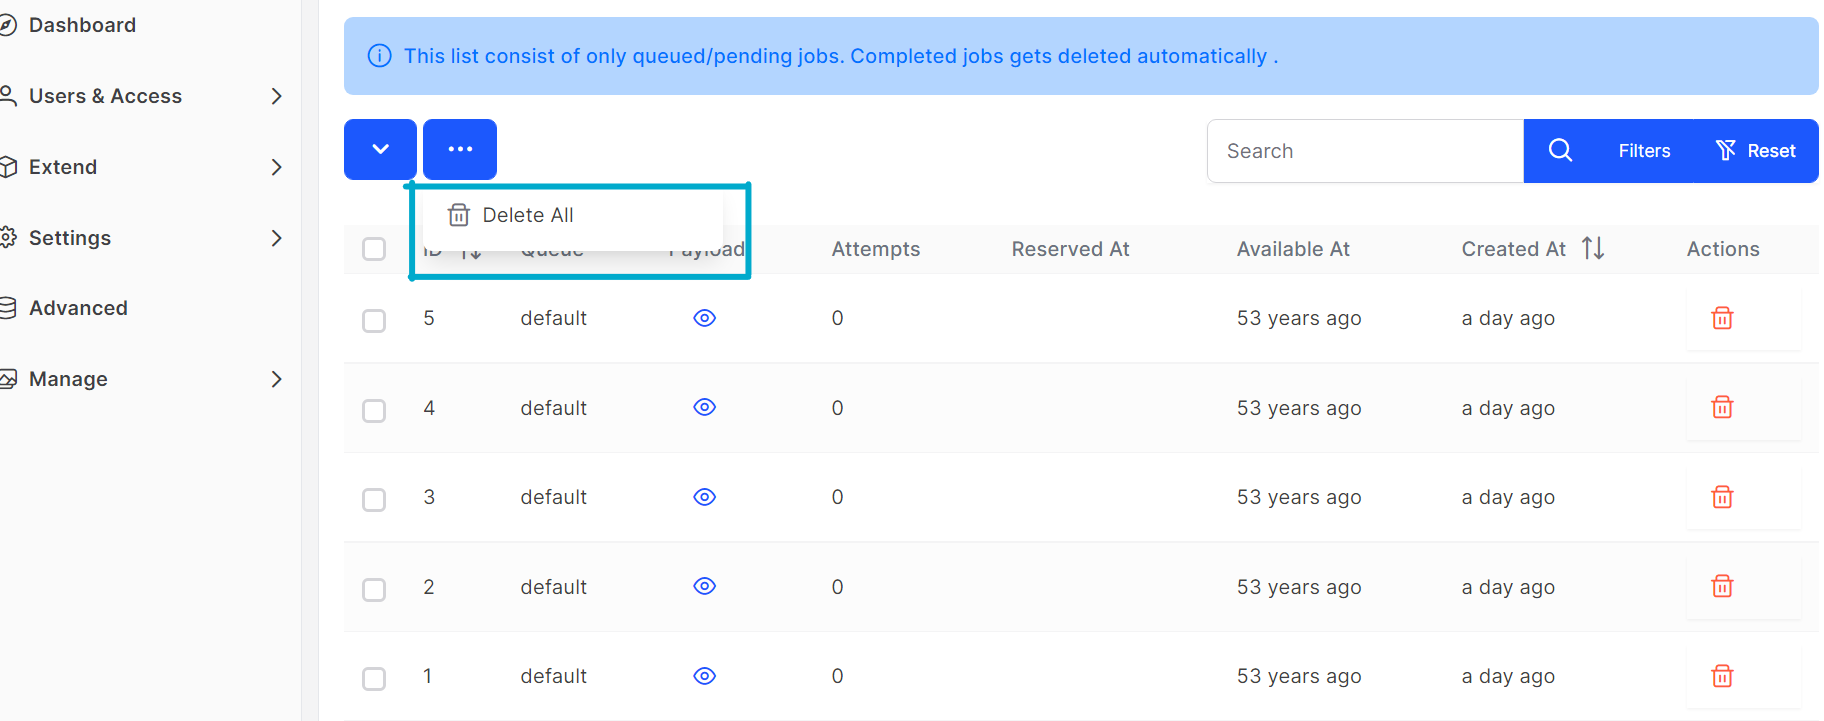 Dashboard
Users & Access
Extend
Settings
Advanced
Manage
This list consist of only queued/pending jobs. Completed jobs gets deleted automatically .
Search
Filters
Reset
Delete All
ID Queue Payload Attempts Reserved At Available At Created At Actions
5 default 0 53 years ago a day ago
4 default 0 53 years ago a day ago
3 default 0 53 years ago a day ago
2 default 0 53 years ago a day ago
1 default 0 53 years ago a day ago